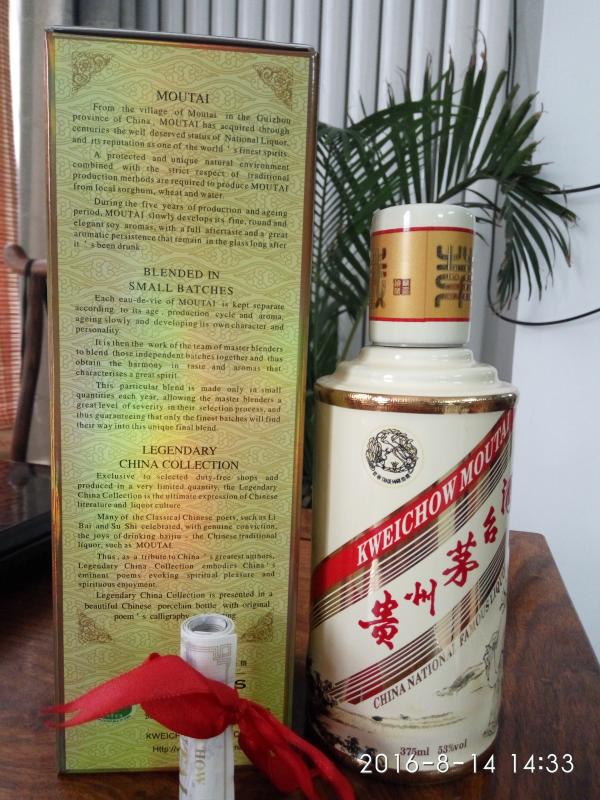 MOUTAI
From the village of Moutai in the Guizhou
province of China, MOUTAI has acquired through
centuries the well deserved status of National Liquor,
and its reputation as one of the world's finest spirits.
A protected and unique natural environment
combined with the strict respect of traditional
production methods are required to produce MOUTAI
from local sorghum, wheat and water.
During the five years of production and ageing
period, MOUTAI slowly develops its fine, round and
elegant soy aromas, with a full aftertaste and a great
aromatic persistence that remain in the glass long after
it's been drunk.
BLENDED IN
SMALL BATCHES
Each eau-de-vie of MOUTAI is kept separate
according to its age, production cycle and aroma,
ageing slowly and developing its own character and
personality.
It is then the work of the team of master blenders
to blend those independent batches together and thus
obtain the harmony in taste and aromas that
characterises a great spirit.
This particular blend is made only in small
quantities each year, allowing the master blenders a
great level of severity in their selection process, and
thus guaranteeing that only the finest batches will find
their way into this unique final blend.
LEGENDARY
CHINA COLLECTION
Exclusive to selected duty-free shops and
produced in a very limited quantity, the Legendary
China Collection is the ultimate expression of Chinese
literature and liquor culture.
Many of the Classical Chinese poets, such as Li
Bai and Su Shi celebrated, with genuine conviction,
the joys of drinking baijiu - the Chinese traditional
liquor, such as MOUTAI.
Thus, as a tribute to China's greatest authors,
Legendary China Collection embodies China's
eminent poems evoking spiritual pleasure and
spirituous enjoyment.
Legendary China Collection is presented in a
beautiful Chinese porcelain bottle with original
poem's calligraphy
KWEICH
Http://w
CHOW
KWEICHOW MOUTAI
贵州茅台酒
CHINA NATIONAL FAMOUS LIQUOR
375ml 53%vol
2016-8-14 14:33